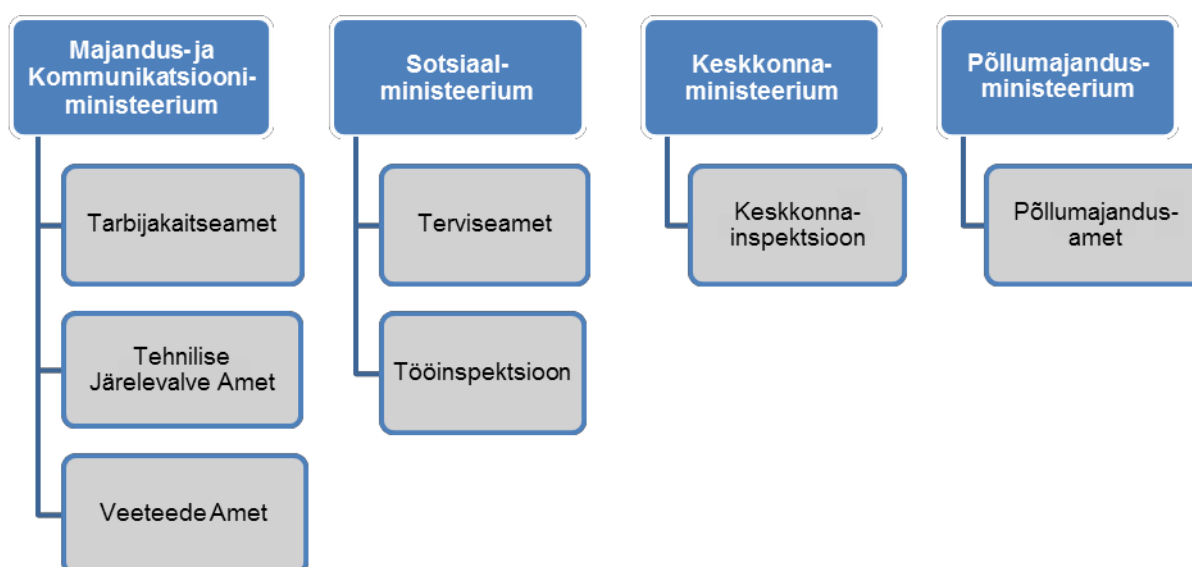 Majandus- ja
Kommunikatsiooni-
ministeerium
Tarbijakaitseamet
Tehnilise
Järelevalve Amet
Veeteede Amet
Sotsiaal-
ministeerium
Terviseamet
Tööinspektsioon
Keskkonna-
ministeerium
Keskkonna-
inspektsioon
Põllumajandus-
ministeerium
Põllumajandus-
amet